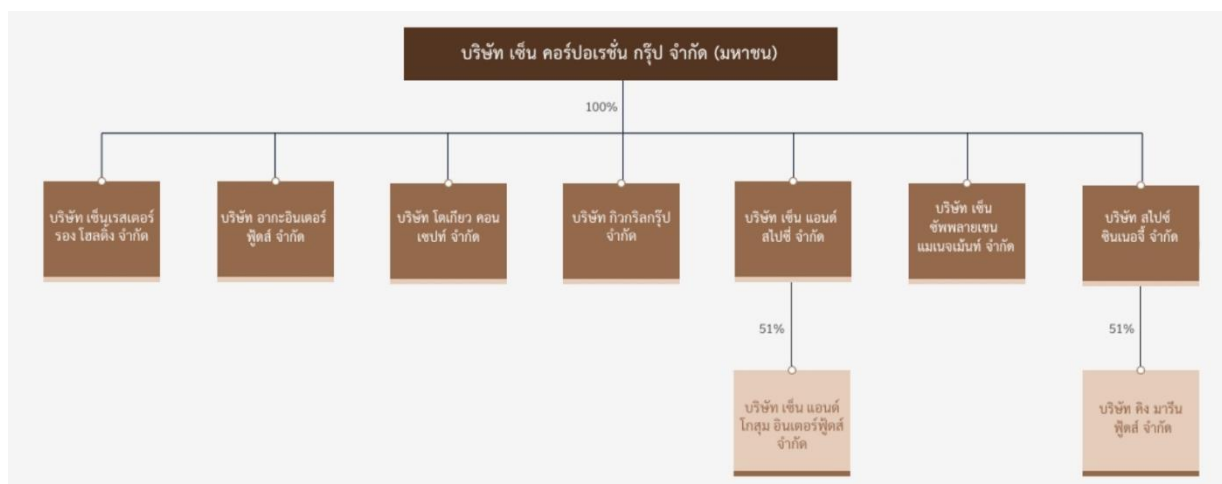 บริษัท เซ็น คอร์ปอเรชั่น กรุ๊ป จำกัด (มหาชน)
100%
บริษัท เซ็นเรสเตอร์
รอง โฮลดิ้ง จำกัด
บริษัท อากะอินเตอร์
ฟู้ดส์ จำกัด
บริษัท โตเกียว คอน
เซปท์ จำกัด
บริษัท กิวกริลกรุ๊ป
จำกัด
บริษัท เซ็น แอนด์
สไปซี่ จำกัด
บริษัท เซ็น
ซัพพลายเชน
แมเนจเม้นท์ จำกัด
บริษัท สไปซ์
ซินเนอจี้ จำกัด
51%
51%
บริษัท เซ็น แอนด์
โกสุม อินเตอร์ฟู้ดส์
จำกัด
บริษัท คิง มารีน
ฟู้ดส์ จำกัด